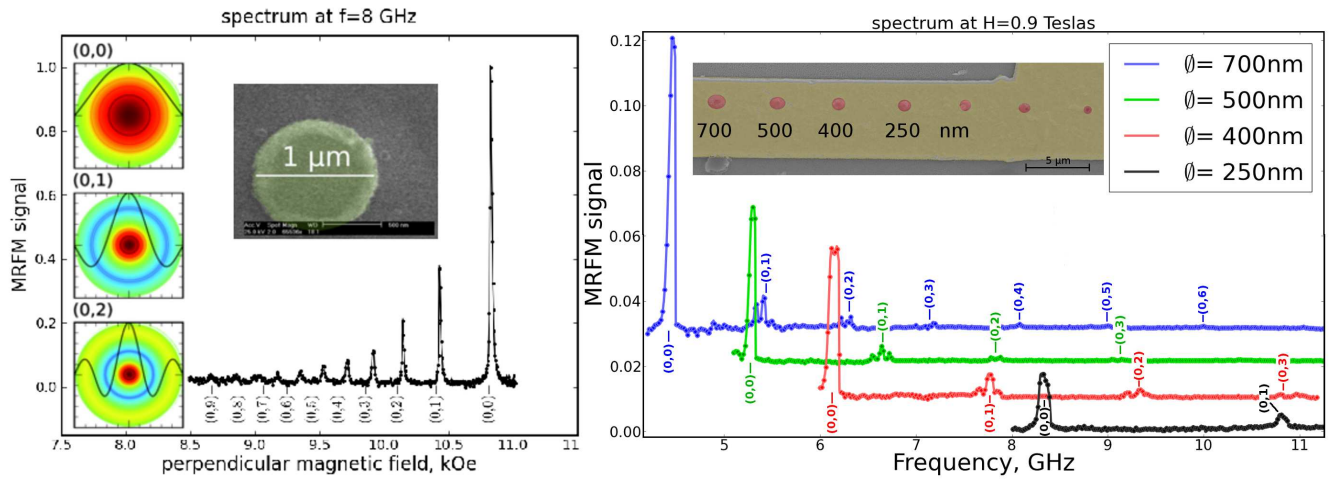 spectrum at f=8 GHz
(0,0)
(0,1)
(0,2)
MRFM signal
1.0
0.8
0.6
0.4
0.2
0.0
1 μm
Acc.V Spot Magn WD
500 nm
(0,9)
(0,8)
(0,7)
(0,6)
(0,5)
(0,4)
(0,3)
(0,2)
(0,1)
(0,0)
7.5 8.0 9.0 9.5 10.0 10.5 11.0 11
perpendicular magnetic field, kOe
spectrum at H=0.9 Teslas
MRFM signal
0.12
0.10
0.08
0.06
0.04
0.02
0.00
∅= 700nm
∅= 500nm
∅= 400nm
∅= 250nm
700 500 400 250 nm
5 μm
(0,0)
(0,1)
(0,2)
(0,3)
(0,4)
(0,5)
(0,6)
(0,0)
(0,1)
(0,2)
(0,3)
(0,0)
(0,1)
(0,2)
(0,3)
(0,0)
(0,1)
5 6 7 8 9 10 11
Frequency, GHz